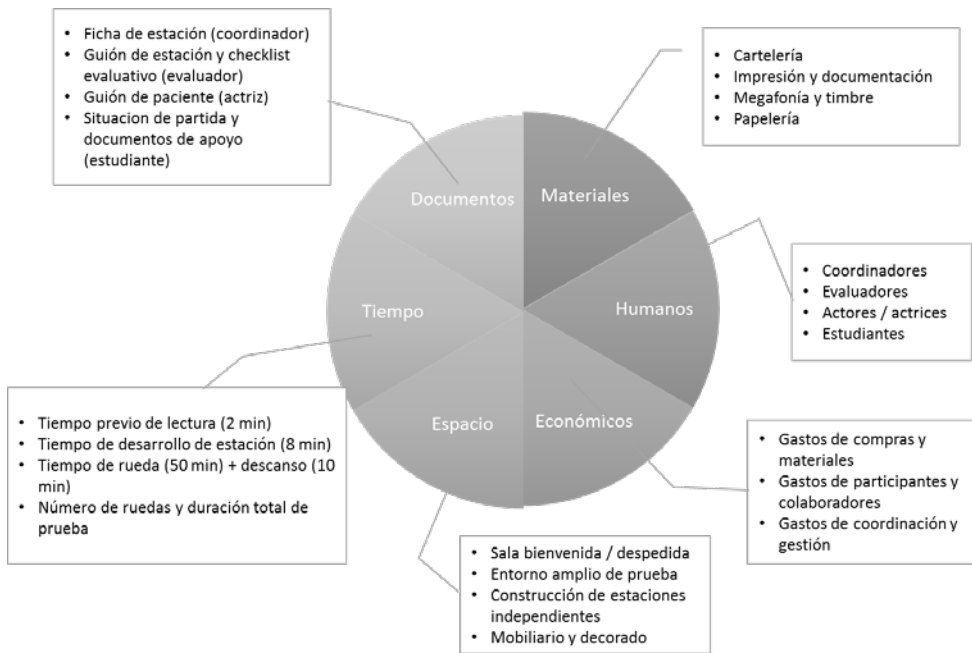 • Ficha de estación (coordinador)
• Guión de estación y checklist
evaluativo (evaluador)
• Guión de paciente (actriz)
• Situacion de partida y
documentos de apoyo
(estudiante)
• Cartelería
• Impresión y documentación
• Megafonía y timbre
• Papelería
Documentos
Materiales
Tiempo
Humanos
Espacio
Económicos
• Coordinadores
• Evaluadores
• Actores / actrices
• Estudiantes
• Tiempo previo de lectura (2 min)
• Tiempo de desarrollo de estación (8 min)
• Tiempo de rueda (50 min) + descanso (10
min)
• Número de ruedas y duración total de
prueba
• Gastos de compras y
materiales
• Gastos de participantes y
colaboradores
• Gastos de coordinación y
gestión
• Sala bienvenida / despedida
• Entorno amplio de prueba
• Construcción de estaciones
independientes
• Mobiliario y decorado